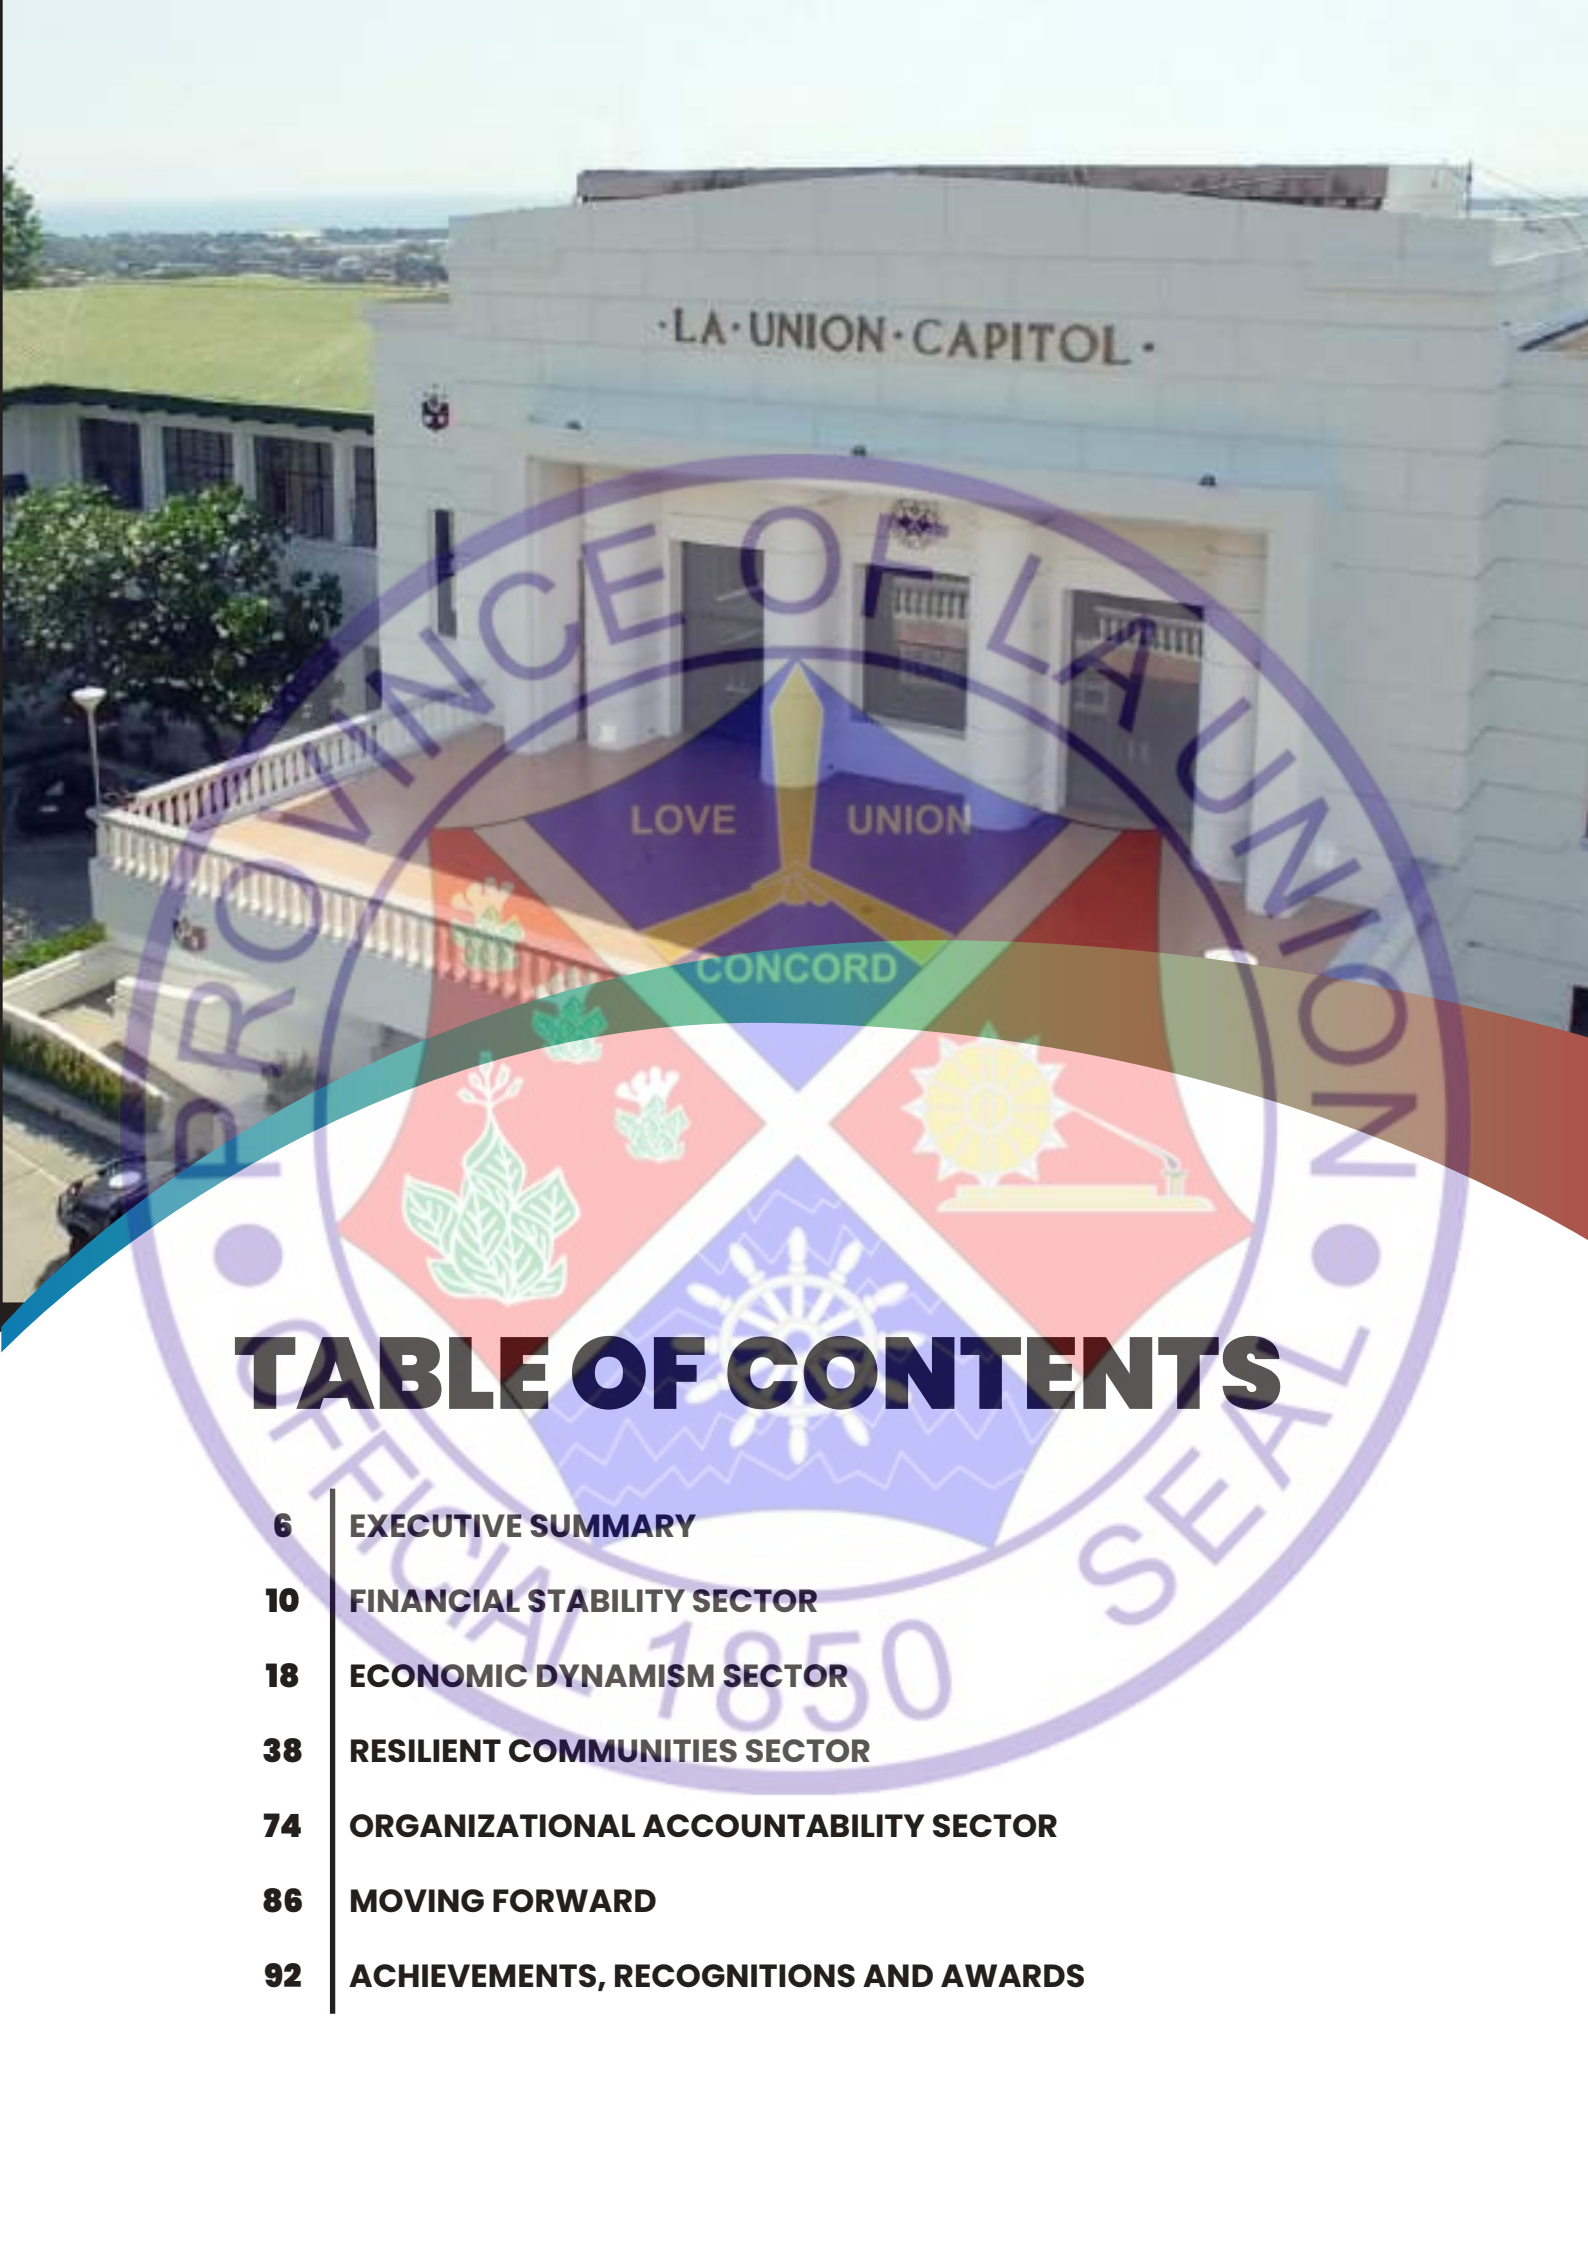 ·LA·UNION·CAPITOL·
PROVINCE OF LA UNION
LOVE UNION
CONCORD
OFFICIAL SEAL
1850
TABLE OF CONTENTS
6 EXECUTIVE SUMMARY
10 FINANCIAL STABILITY SECTOR
18 ECONOMIC DYNAMISM SECTOR
38 RESILIENT COMMUNITIES SECTOR
74 ORGANIZATIONAL ACCOUNTABILITY SECTOR
86 MOVING FORWARD
92 ACHIEVEMENTS, RECOGNITIONS AND AWARDS